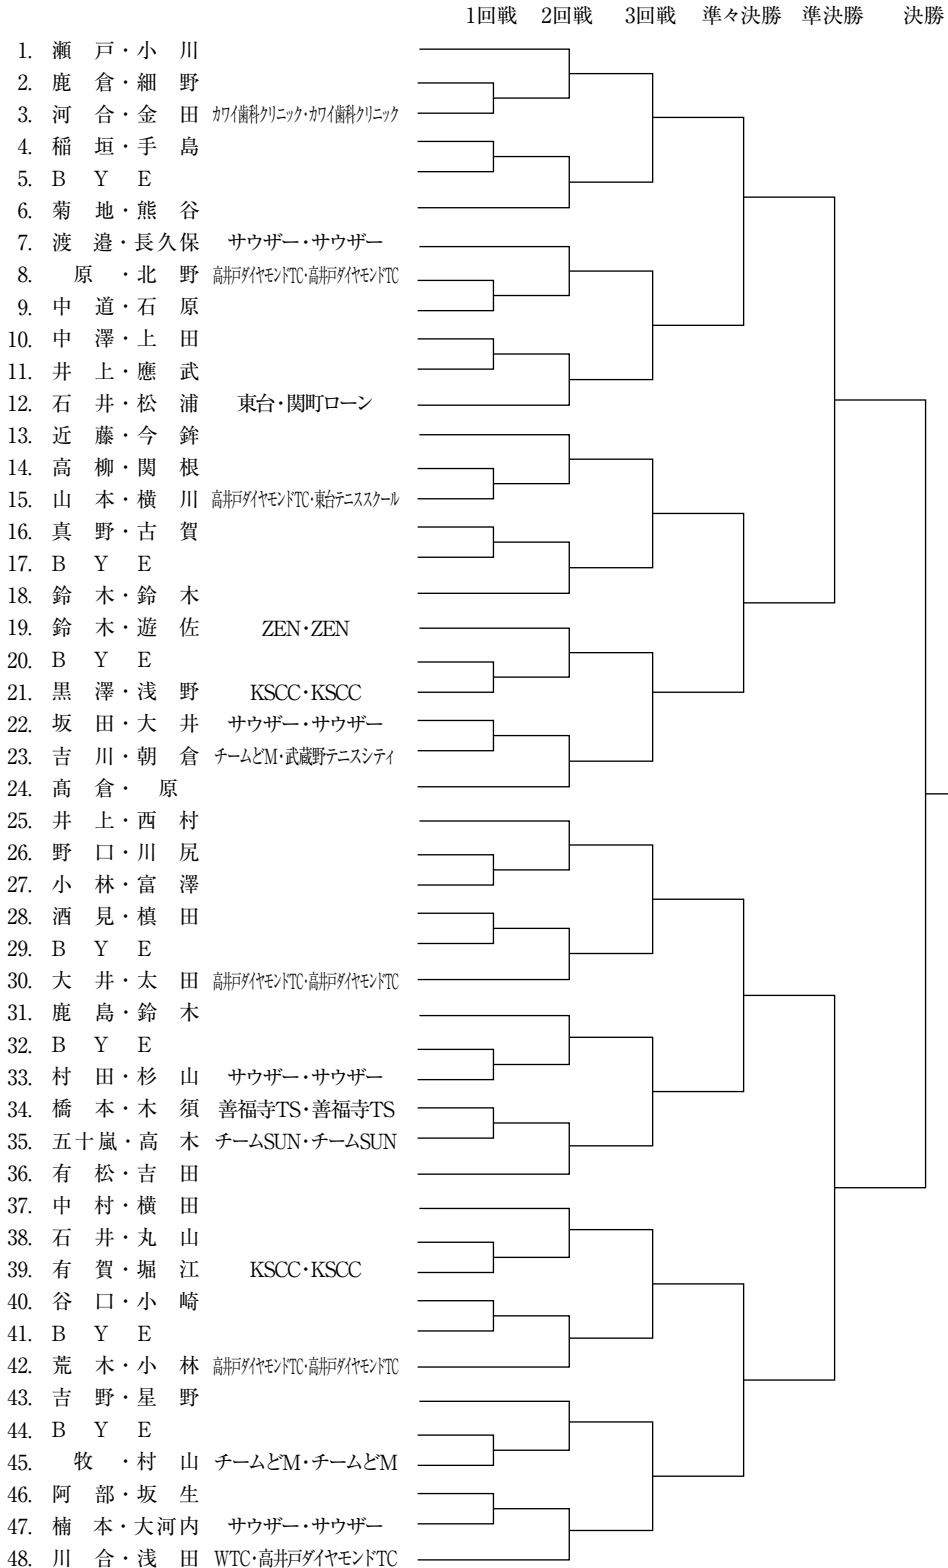 1回戦 2回戦 3回戦 準々決勝 準決勝 決勝
1. 瀬 戸・小 川
2. 鹿 倉・細 野
3. 河 合・金 田 カワイ歯科クリニック・カワイ歯科クリニック
4. 稲 垣・手 島
5. B Y E
6. 菊 地・熊 谷
7. 渡 邉・長久保 サウザー・サウザー
8. 原 ・北 野 高井戸ダイヤモンドTC・高井戸ダイヤモンドTC
9. 中 道・石 原
10. 中 澤・上 田
11. 井 上・應 武
12. 石 井・松 浦 東台・関町ローン
13. 近 藤・今 鉾
14. 高 柳・関 根
15. 山 本・横 川 高井戸ダイヤモンドTC・東台テニススクール
16. 真 野・古 賀
17. B Y E
18. 鈴 木・鈴 木
19. 鈴 木・遊 佐 ZEN・ZEN
20. B Y E
21. 黒 澤・浅 野 KSCC・KSCC
22. 坂 田・大 井 サウザー・サウザー
23. 吉 川・朝 倉 チームどM・武蔵野テニスシティ
24. 髙 倉・ 原
25. 井 上・西 村
26. 野 口・川 尻
27. 小 林・富 澤
28. 酒 見・槙 田
29. B Y E
30. 大 井・太 田 高井戸ダイヤモンドTC・高井戸ダイヤモンドTC
31. 鹿 島・鈴 木
32. B Y E
33. 村 田・杉 山 サウザー・サウザー
34. 橋 本・木 須 善福寺TS・善福寺TS
35. 五十嵐・高 木 チームSUN・チームSUN
36. 有 松・吉 田
37. 中 村・横 田
38. 石 井・丸 山
39. 有 賀・堀 江 KSCC・KSCC
40. 谷 口・小 崎
41. B Y E
42. 荒 木・小 林 高井戸ダイヤモンドTC・高井戸ダイヤモンドTC
43. 吉 野・星 野
44. B Y E
45. 牧 ・村 山 チームどM・チームどM
46. 阿 部・坂 生
47. 楠 本・大河内 サウザー・サウザー
48. 川 合・浅 田 WTC・高井戸ダイヤモンドTC